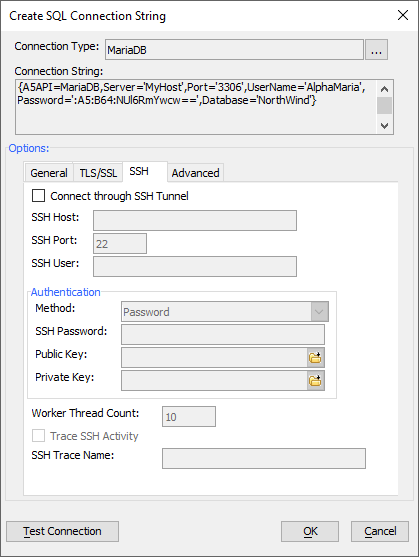 Create SQL Connection String
Connection Type: MariaDB ...
Connection String:
{A5API=MariaDB,Server='MyHost',Port='3306',UserName='AlphaMaria',
Password=':A5:B64:NUl6RmYwcw==',Database='NorthWind'}
Options:
General TLS/SSL SSH Advanced
Connect through SSH Tunnel
SSH Host:
SSH Port: 22
SSH User:
Authentication
Method: Password
SSH Password:
Public Key:
Private Key:
Worker Thread Count: 10
Trace SSH Activity
SSH Trace Name:
Test Connection OK Cancel